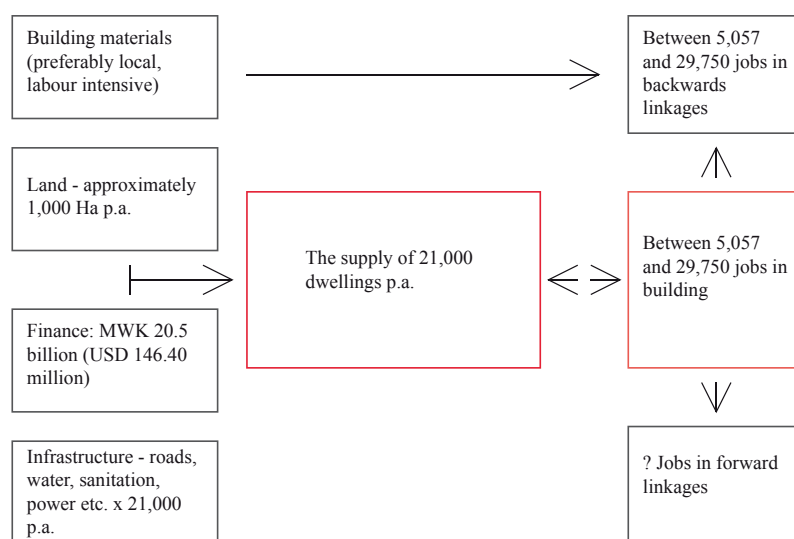 Building materials
(preferably local,
labour intensive)
Between 5,057
and 29,750 jobs in
backwards
linkages
Land - approximately
1,000 Ha p.a.
The supply of 21,000
dwellings p.a.
Between 5,057
and 29,750 jobs in
building
Finance: MWK 20.5
billion (USD 146.40
million)
Infrastructure - roads,
water, sanitation,
power etc. x 21,000
p.a.
? Jobs in forward
linkages